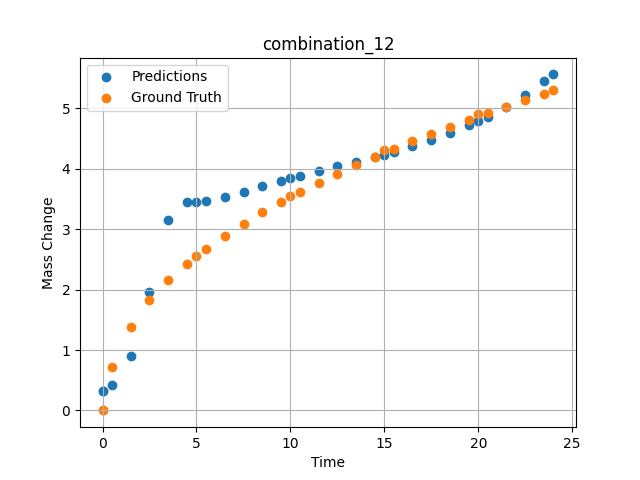 combination_12
Predictions
Ground Truth
Mass Change
5
4
3
2
1
0
0 5 10 15 20 25
Time